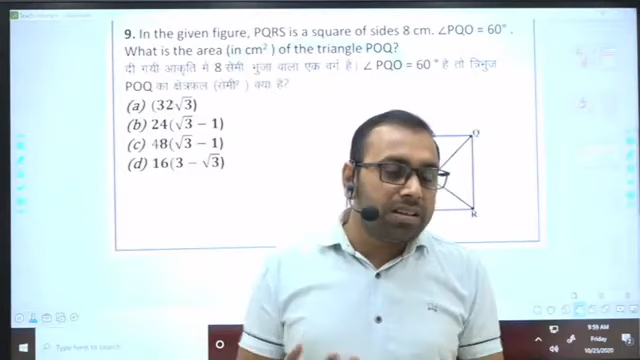 9. In the given figure, PQRS is a square of sides 8 cm. ∠PQO = 60°.
What is the area (in cm²) of the triangle POQ?
दी गयी आकृति में 8 सेमी भुजा वाला एक वर्ग है। ∠ PQO = 60° है तो त्रिभुज
POQ का क्षेत्रफल (सेमी² ) क्या है?
(a) (32√3)
(b) 24(√3 − 1)
(c) 48(√3 − 1)
(d) 16(3 − √3)
Q
R
Type here to search
9:59 AM
Friday
10/23/2020